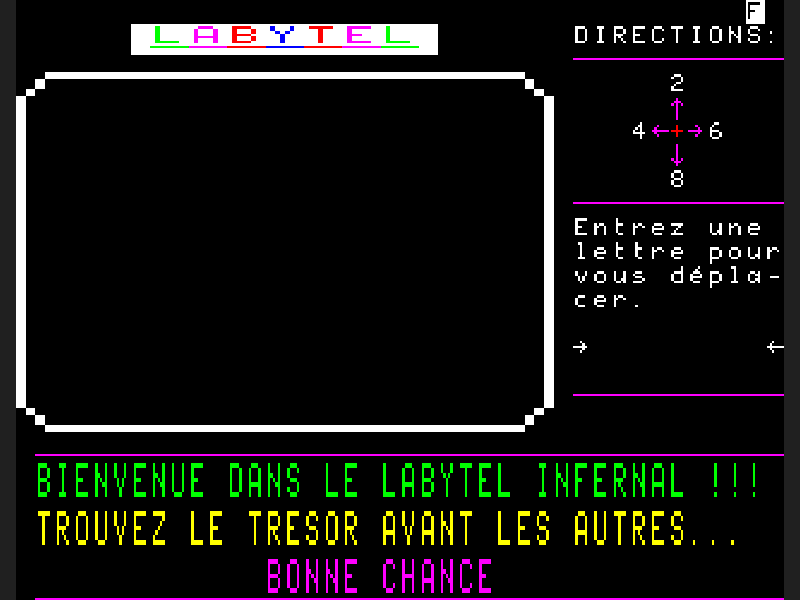 F
LABYTEL
DIRECTIONS:
2
4 ←+→ 6
8
Entrez une
lettre pour
vous dépla-
cer.
→ ←
BIENVENUE DANS LE LABYTEL INFERNAL !!!
TROUVEZ LE TRESOR AVANT LES AUTRES...
BONNE CHANCE